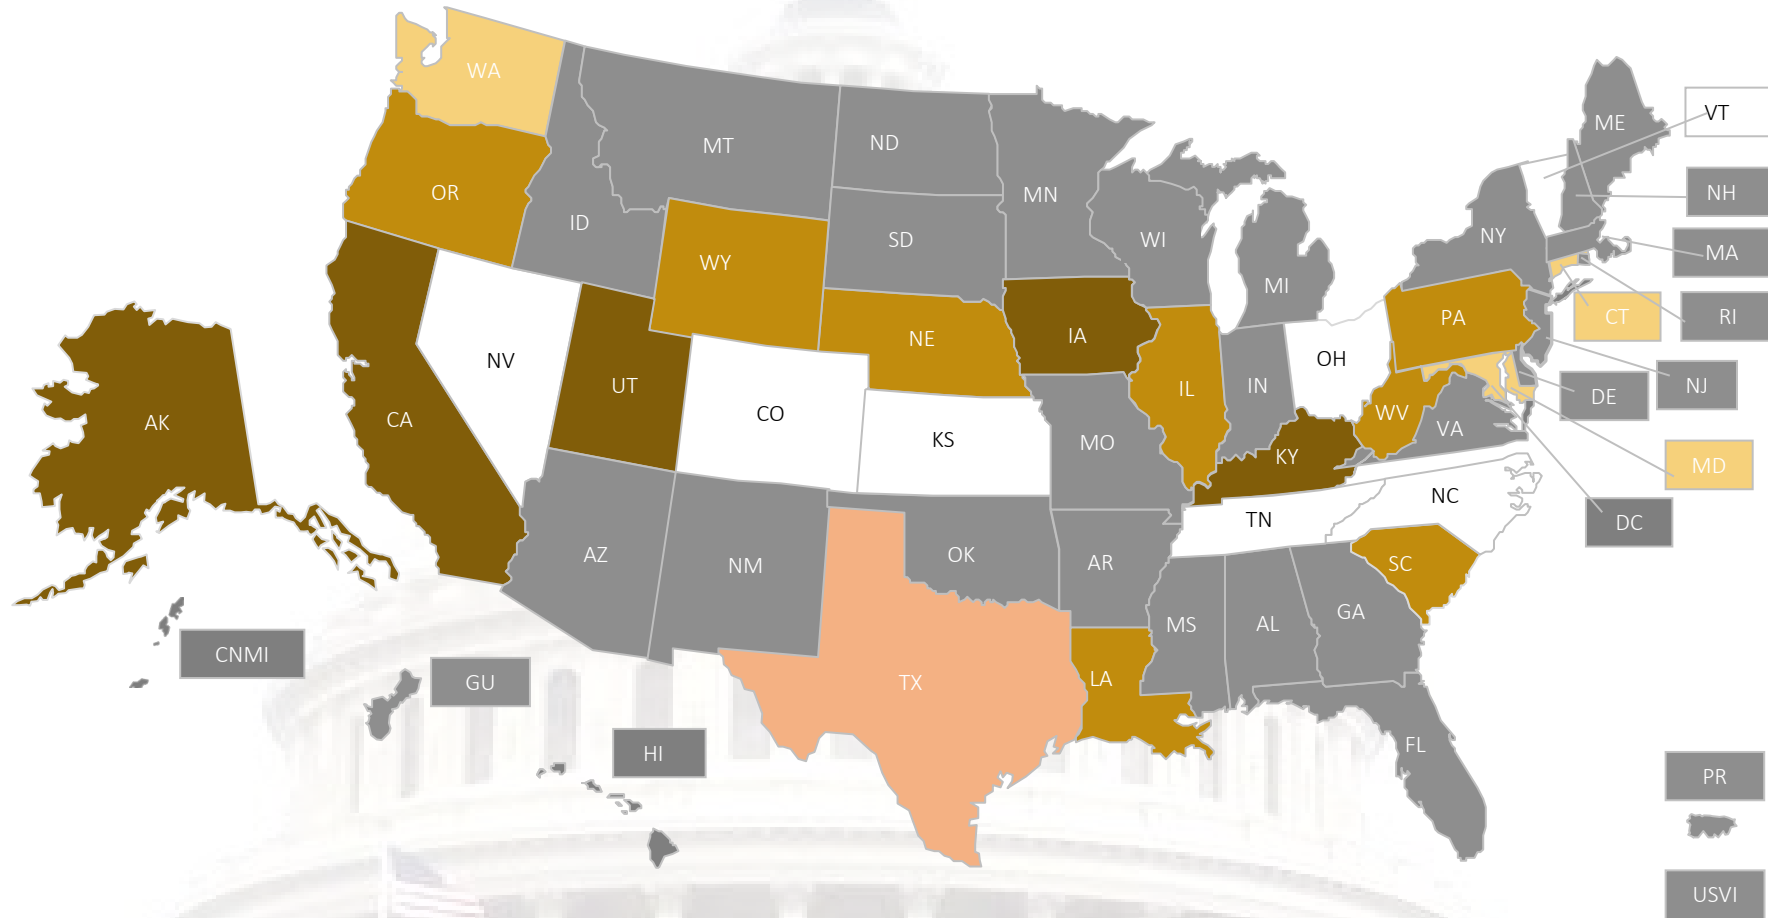 WA
VT
ME
MT
ND
OR
MN
NH
ID
SD
WI
NY
MA
WY
MI
PA
CT
RI
NE
IA
OH
NV
UT
IL
IN
NJ
DE
CO
WV
AK
CA
KS
MO
VA
KY
MD
NC
TN
DC
AZ
NM
OK
AR
SC
MS
AL
GA
CNMI
GU
TX
LA
HI
FL
PR
USVI